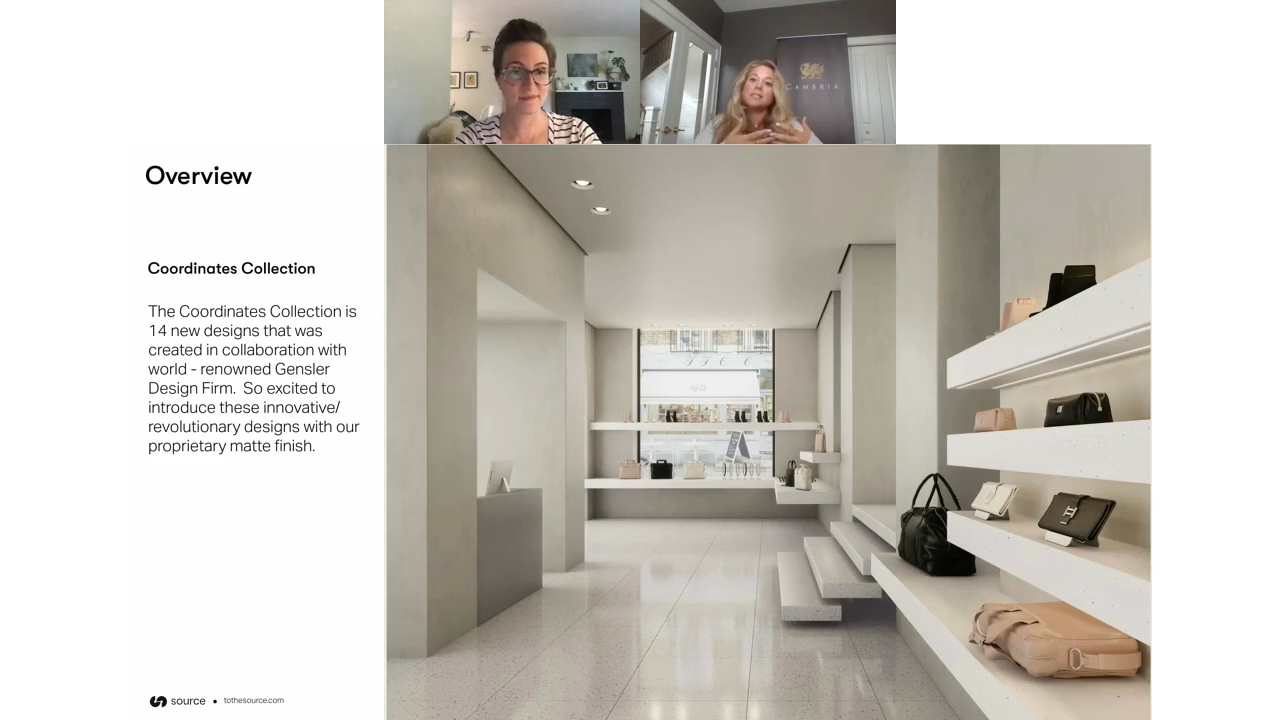 CAMBRIA
Overview
Coordinates Collection
The Coordinates Collection is
14 new designs that was
created in collaboration with
world - renowned Gensler
Design Firm.  So excited to
introduce these innovative/
revolutionary designs with our
proprietary matte finish.
source • tothesource.com